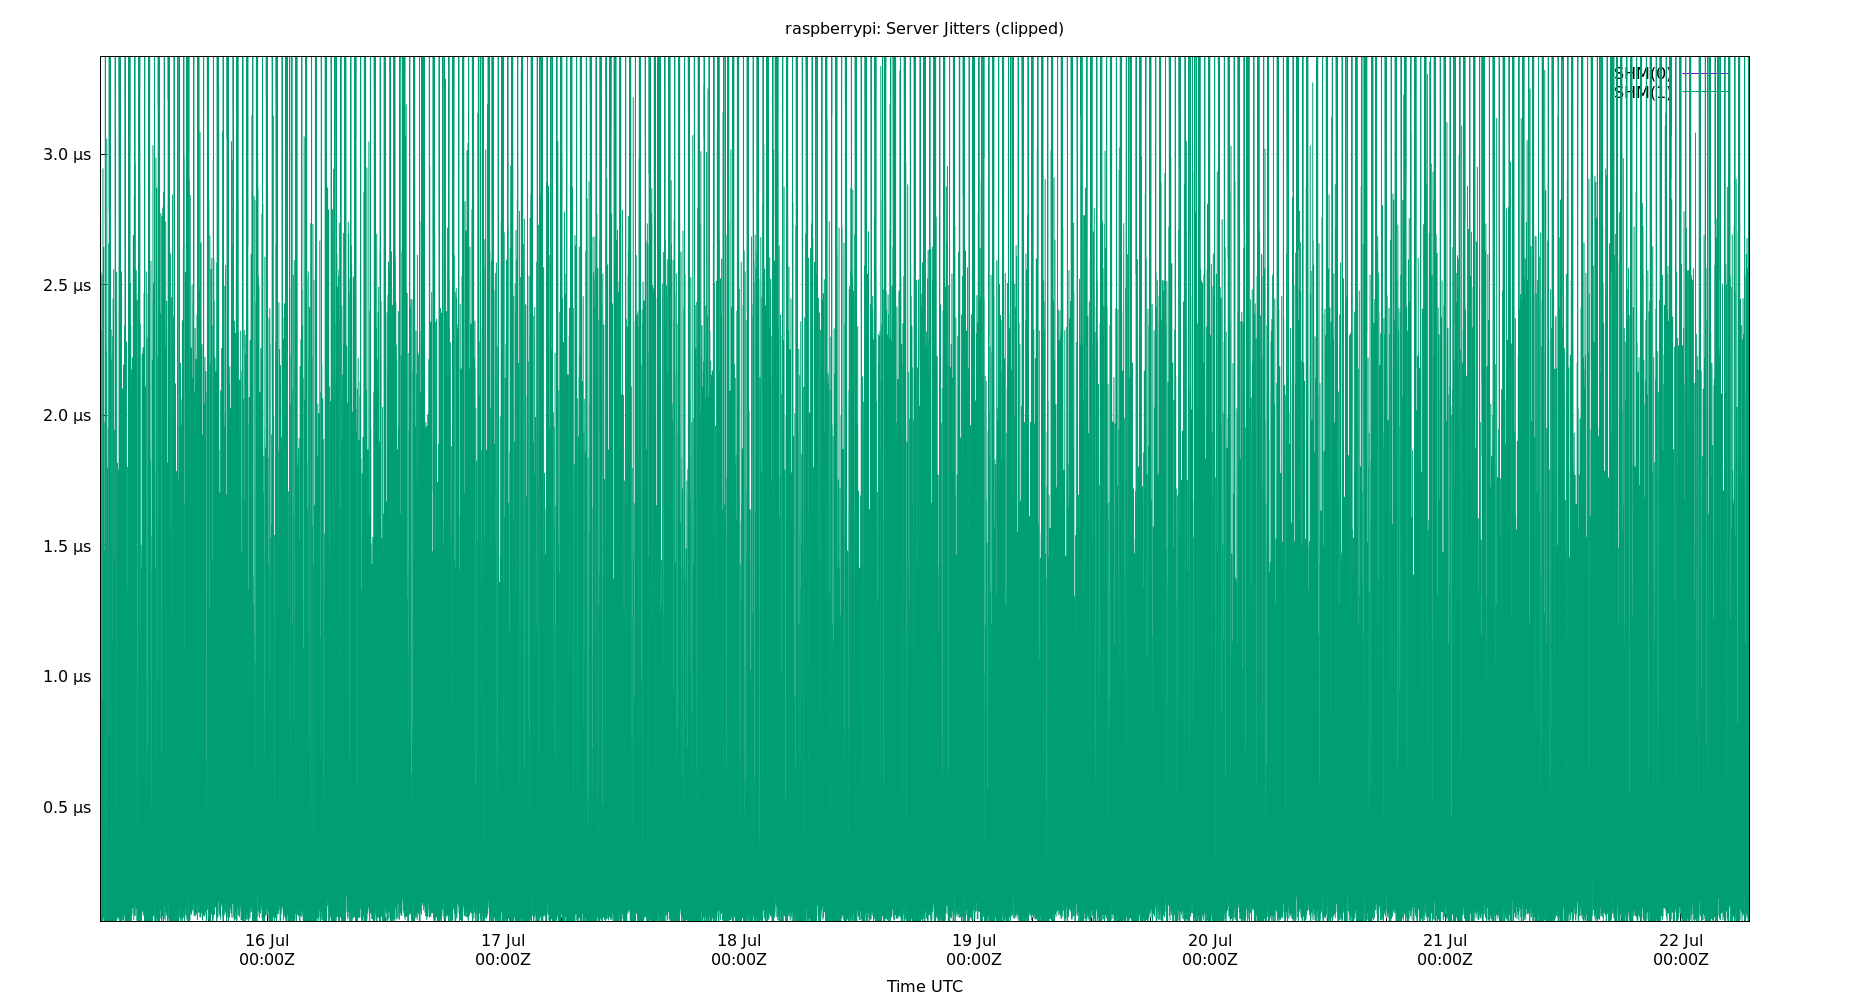 raspberrypi: Server Jitters (clipped)
SHM(0)
SHM(1)
3.0 µs
2.5 µs
2.0 µs
1.5 µs
1.0 µs
0.5 µs
16 Jul 17 Jul 18 Jul 19 Jul 20 Jul 21 Jul 22 Jul
00:00Z 00:00Z 00:00Z 00:00Z 00:00Z 00:00Z 00:00Z
Time UTC